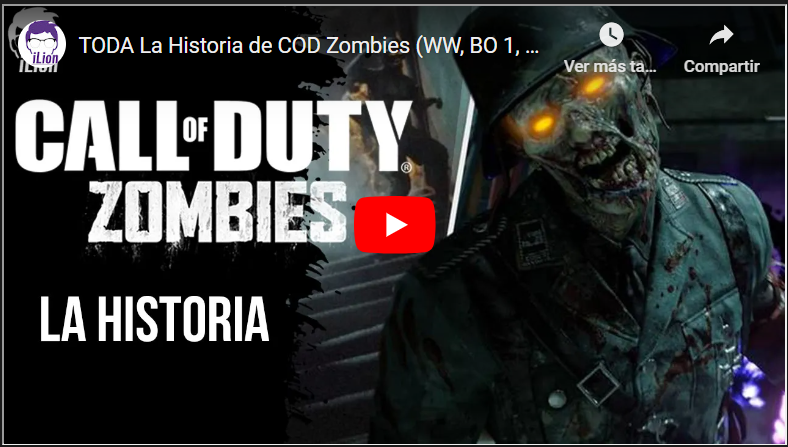 TODA La Historia de COD Zombies (WW, BO 1, ...
iLion
iLion
Ver más ta...
Compartir
CALL OF DUTY®
ZOMBIES
LA HISTORIA